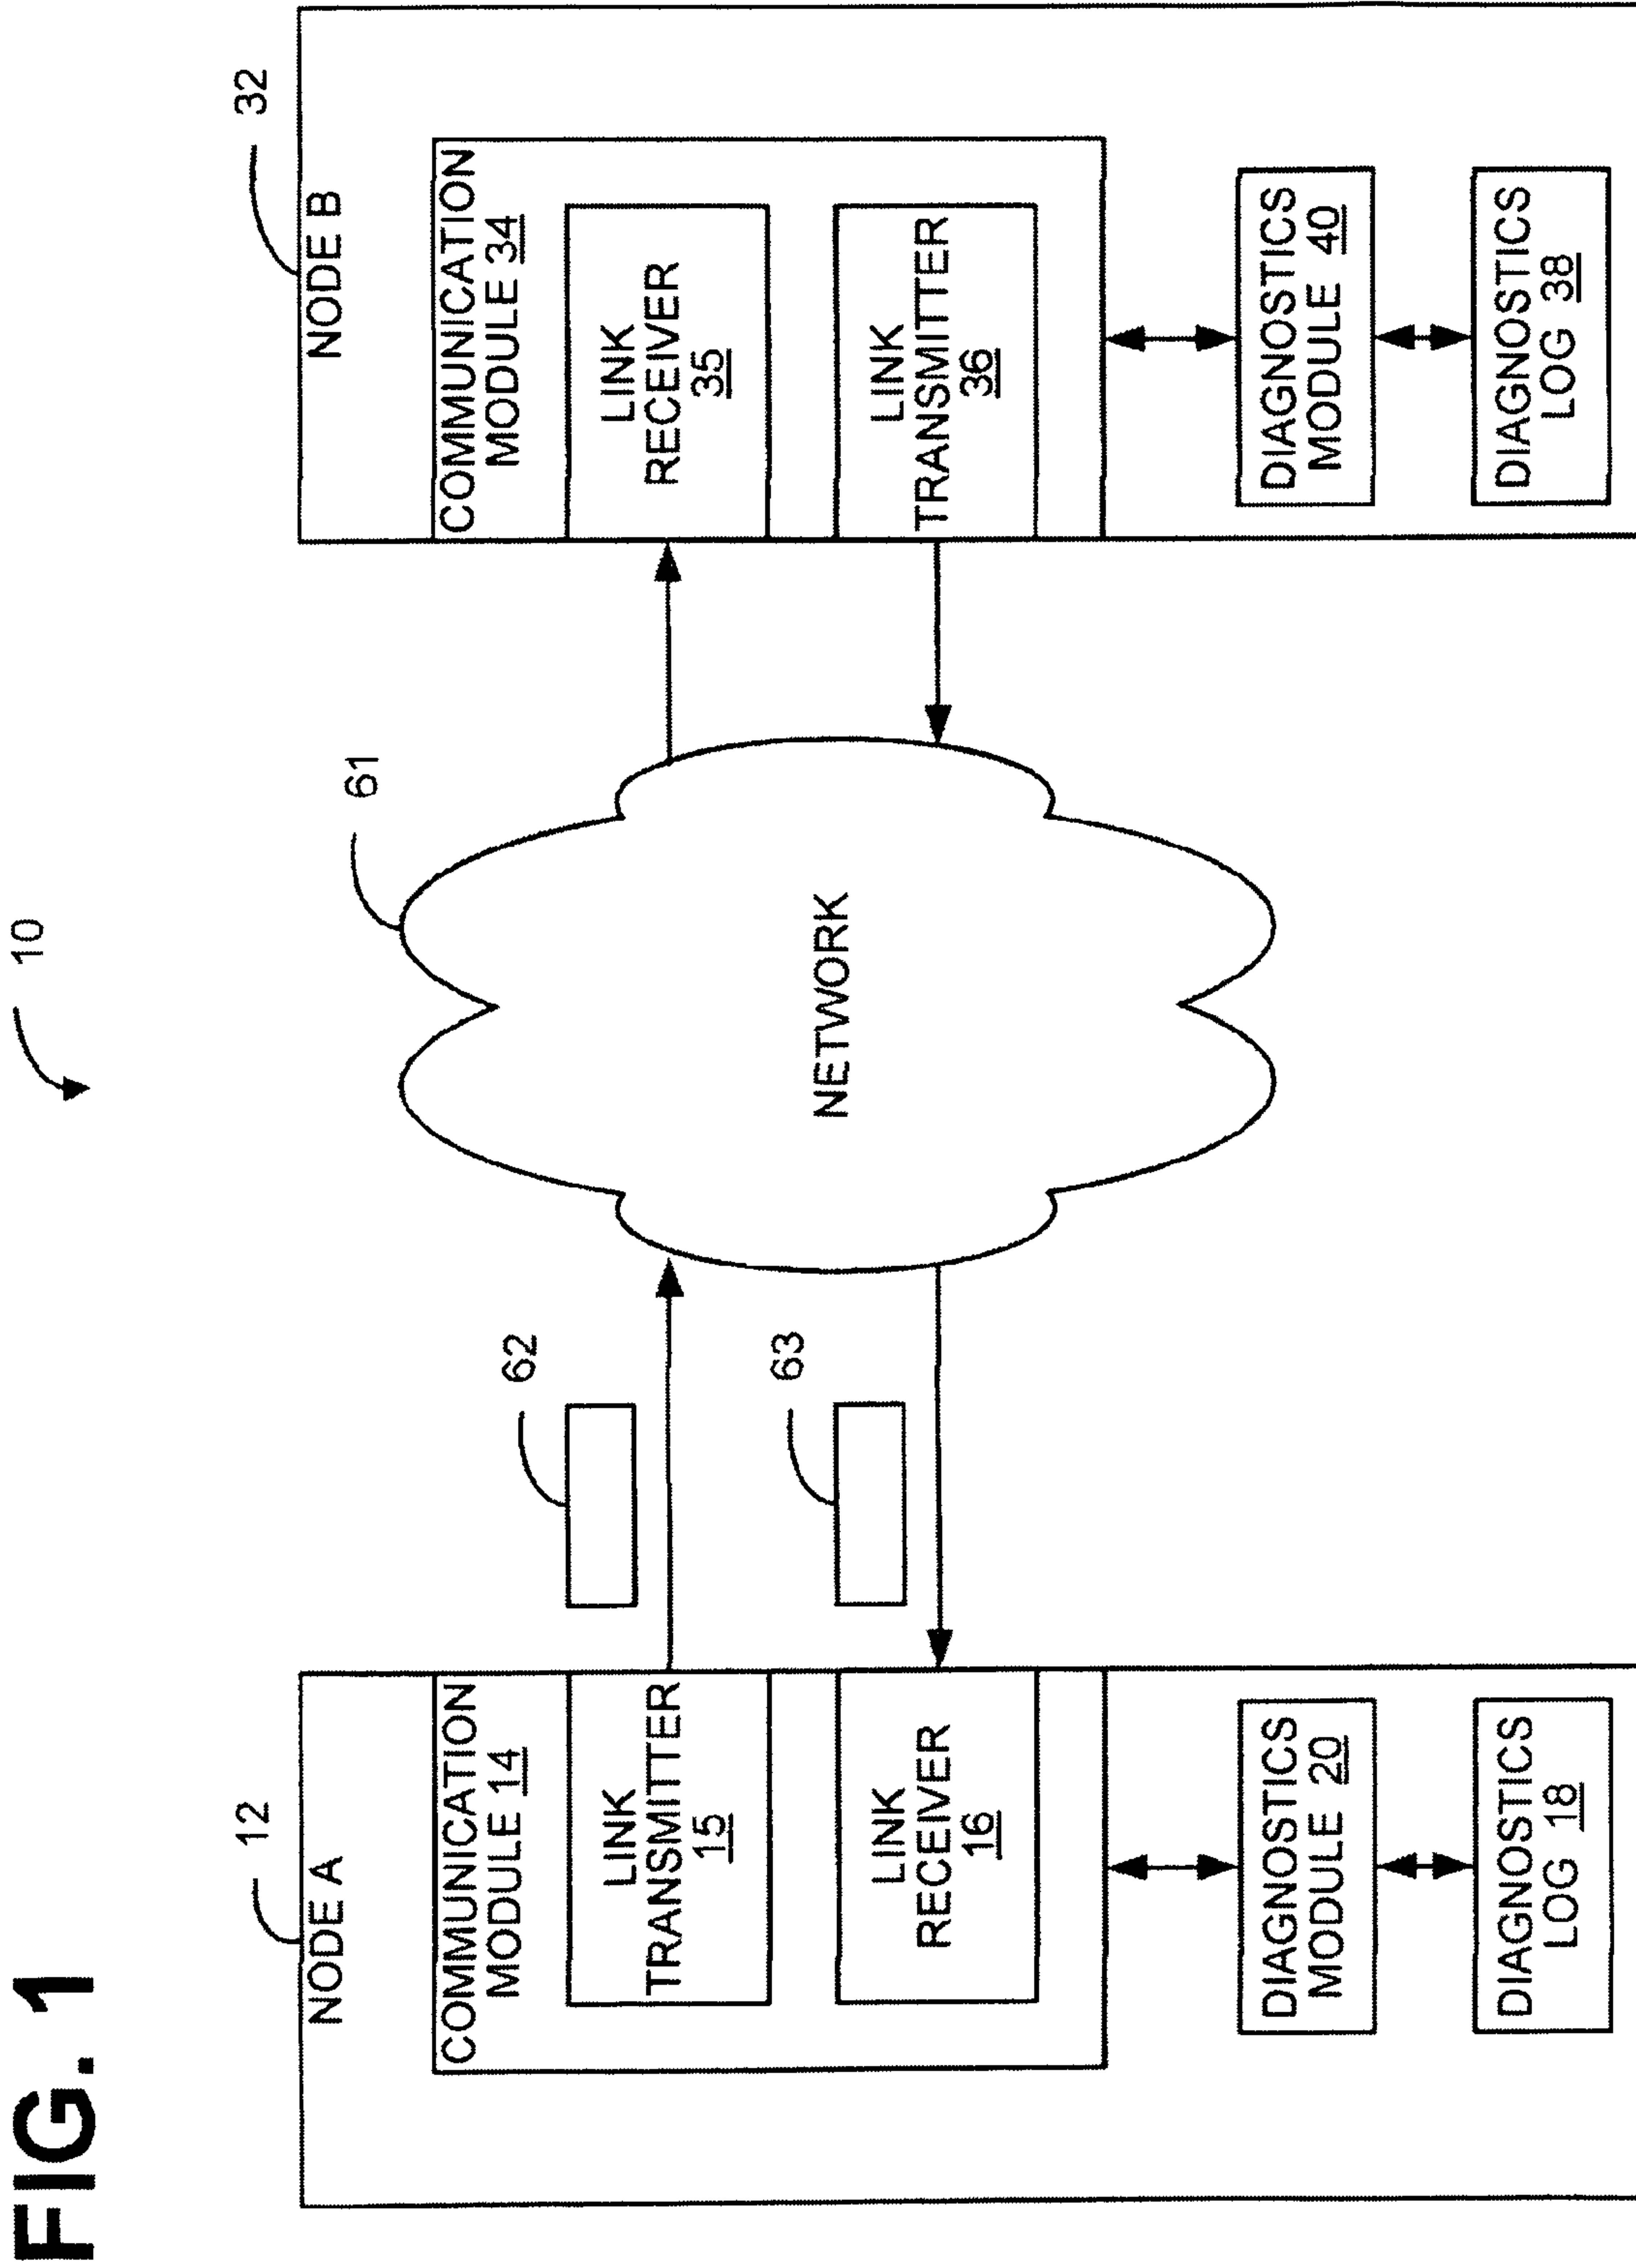 FIG. 1
10
12
NODE A
COMMUNICATION
MODULE 14
LINK
TRANSMITTER
15
LINK
RECEIVER
16
DIAGNOSTICS
MODULE 20
DIAGNOSTICS
LOG 18
62
63
61
NETWORK
32
NODE B
COMMUNICATION
MODULE 34
LINK
RECEIVER
35
LINK
TRANSMITTER
36
DIAGNOSTICS
MODULE 40
DIAGNOSTICS
LOG 38